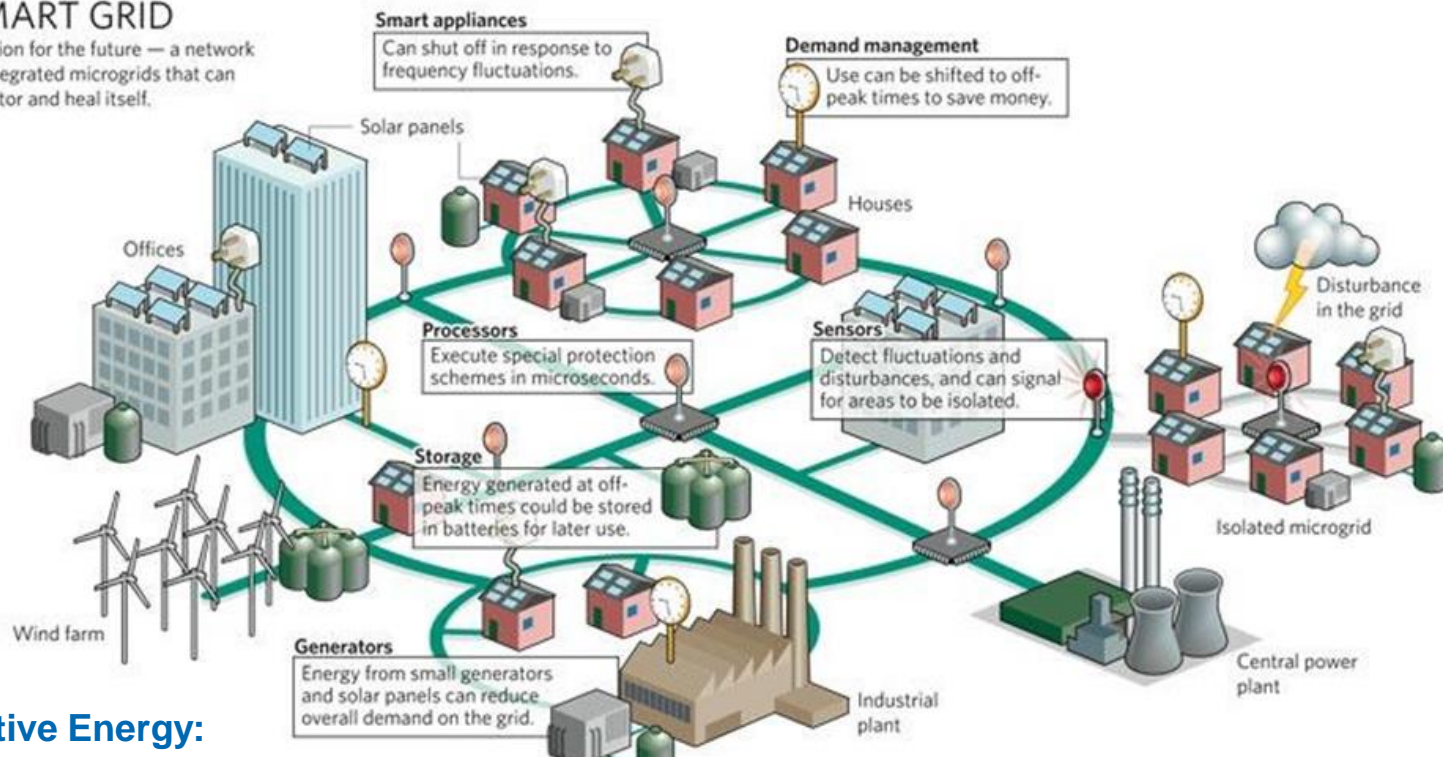 MART GRID
ion for the future — a network
tegrated microgrids that can
tor and heal itself.
Smart appliances
Can shut off in response to
frequency fluctuations.
Demand management
Use can be shifted to off-
peak times to save money.
Solar panels
Houses
Offices
Disturbance
in the grid
Processors
Execute special protection
schemes in microseconds.
Sensors
Detect fluctuations and
disturbances, and can signal
for areas to be isolated.
Storage
Energy generated at off-
peak times could be stored
in batteries for later use.
Isolated microgrid
Wind farm
Generators
Energy from small generators
and solar panels can reduce
overall demand on the grid.
Industrial
plant
Central power
plant
tive Energy: